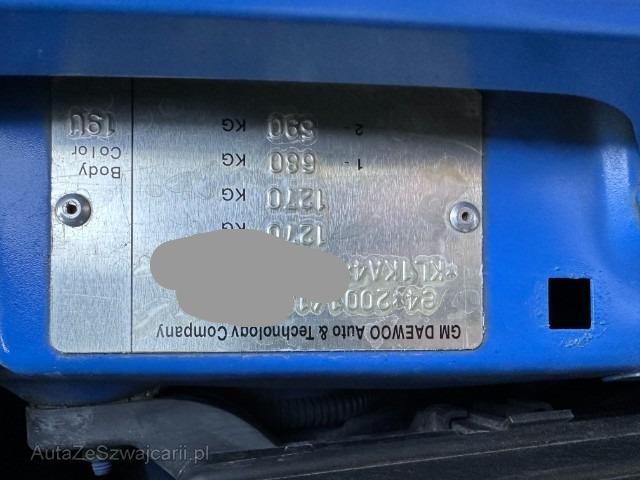 GM DAEWOO Auto & Technology Company
*KL1KA4
1270 KG
1270 KG
1 - 680 KG
2 - 590 KG
Body
Color
19U
AutaZeSzwajcarii.pl